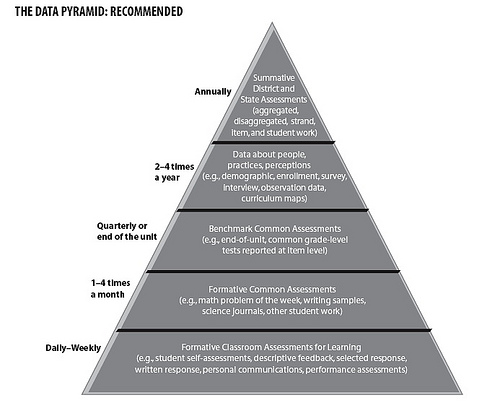 THE DATA PYRAMID: RECOMMENDED
Annually
Summative
District and
State Assessments
(aggregated,
disaggregated, strand,
item, and student work)
2–4 times
a year
Data about people,
practices, perceptions
(e.g., demographic, enrollment, survey,
interview, observation data,
curriculum maps)
Quarterly or
end of the unit
Benchmark Common Assessments
(e.g., end-of-unit, common grade-level
tests reported at item level)
1–4 times
a month
Formative Common Assessments
(e.g., math problem of the week, writing samples,
science journals, other student work)
Daily–Weekly
Formative Classroom Assessments for Learning
(e.g., student self-assessments, descriptive feedback, selected response,
written response, personal communications, performance assessments)